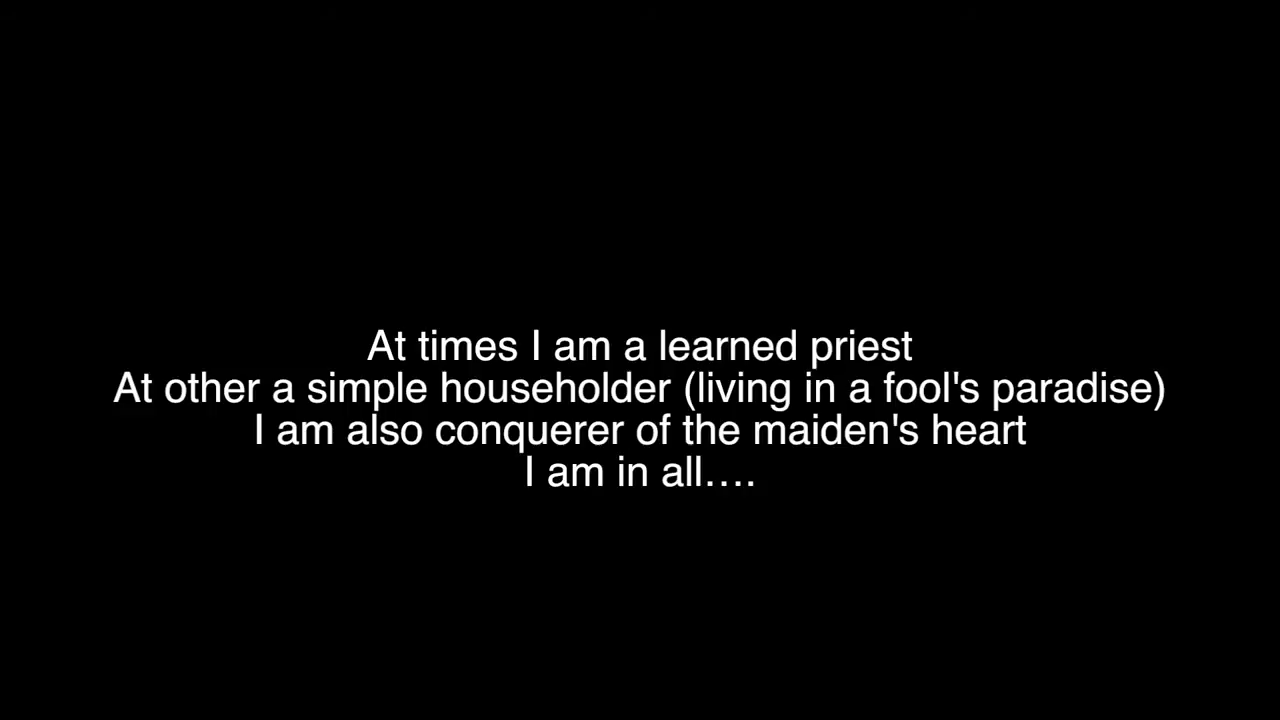 At times I am a learned priest
At other a simple householder (living in a fool's paradise)
I am also conquerer of the maiden's heart
I am in all….